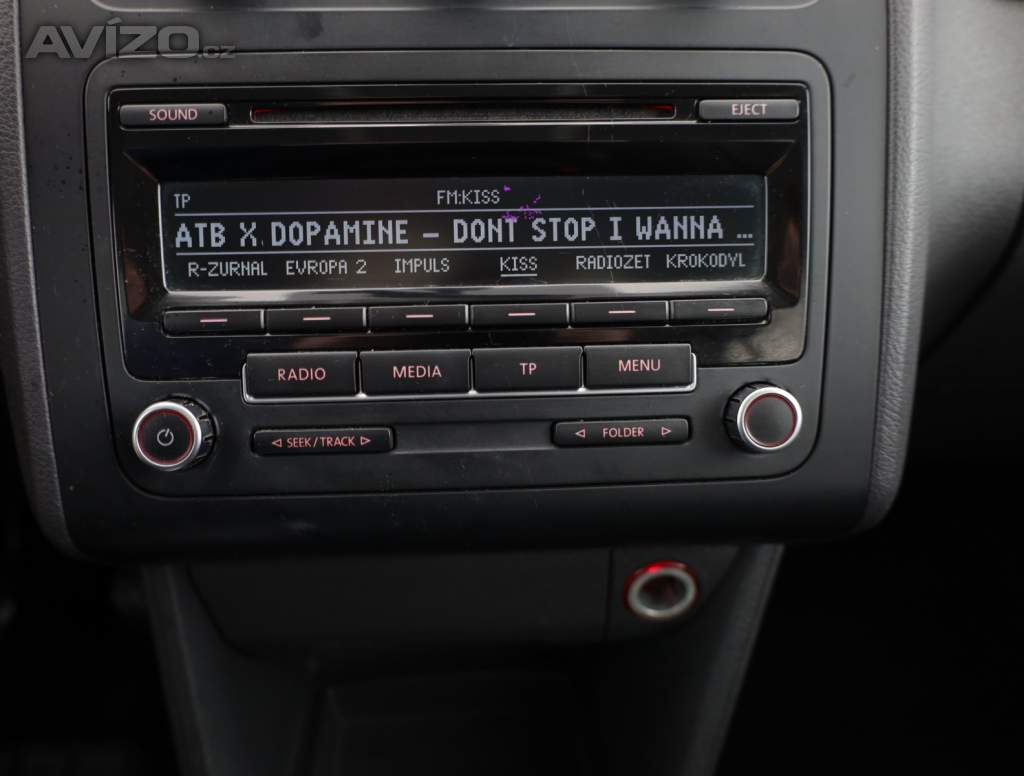 AVÍZO.cz
SOUND
EJECT
TP FM:KISS
ATB X DOPAMINE - DONT STOP I WANNA ...
R-ZURNAL EVROPA 2 IMPULS KISS RADIOZET KROKODYL
RADIO MEDIA TP MENU
SEEK/TRACK FOLDER